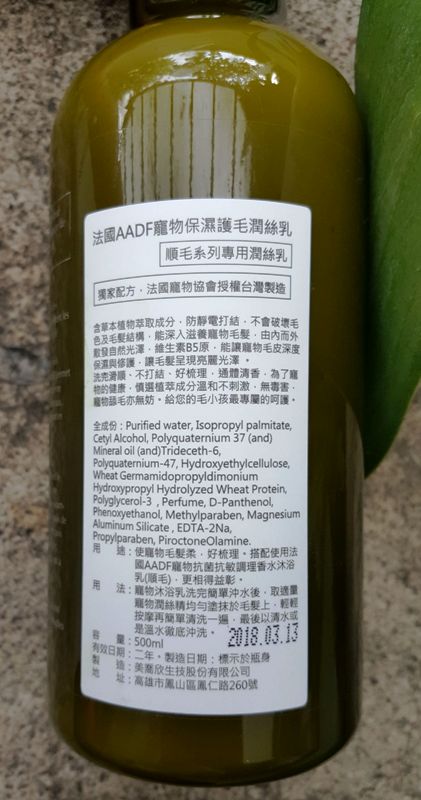 法國AADF寵物保濕護毛潤絲乳
順毛系列專用潤絲乳
獨家配方，法國寵物協會授權台灣製造
含草本植物萃取成分，防靜電打結，不會破壞毛
色及毛髮結構，能深入滋養寵物毛髮，由內而外
散發自然光澤，維生素B5原，能讓寵物毛皮深度
保濕與修護，讓毛髮呈現亮麗光澤。
洗完滑順、不打結、好梳理，通體清香，為了寵
物的健康，慎選植萃成分溫和不刺激，無毒害，
寵物舔毛亦無妨。給您的毛小孩最專屬的呵護。
全成份：Purified water, Isopropyl palmitate,
Cetyl Alcohol, Polyquaternium 37 (and)
Mineral oil (and)Trideceth-6,
Polyquaternium-47, Hydroxyethylcellulose,
Wheat Germamidopropyldimonium
Hydroxypropyl Hydrolyzed Wheat Protein,
Polyglycerol-3 , Perfume, D-Panthenol,
Phenoxyethanol, Methylparaben, Magnesium
Aluminum Silicate , EDTA-2Na,
Propylparaben, PiroctoneOlamine.
用 途：使寵物毛髮柔，好梳理。搭配使用法
國AADF寵物抗菌抗敏調理香水沐浴
乳(順毛)，更相得益彰。
用 法：寵物沐浴乳洗完簡單沖水後，取適量
寵物潤絲精均勻塗抹於毛髮上，輕輕
按摩再簡單清洗一遍，最後以清水或
是溫水徹底沖洗。
2018.03.13
容 量：500ml
有效日期：二年。製造日期：標示於瓶身
製 造：美喬欣生技股份有限公司
地 址：高雄市鳳山區鳳仁路260號